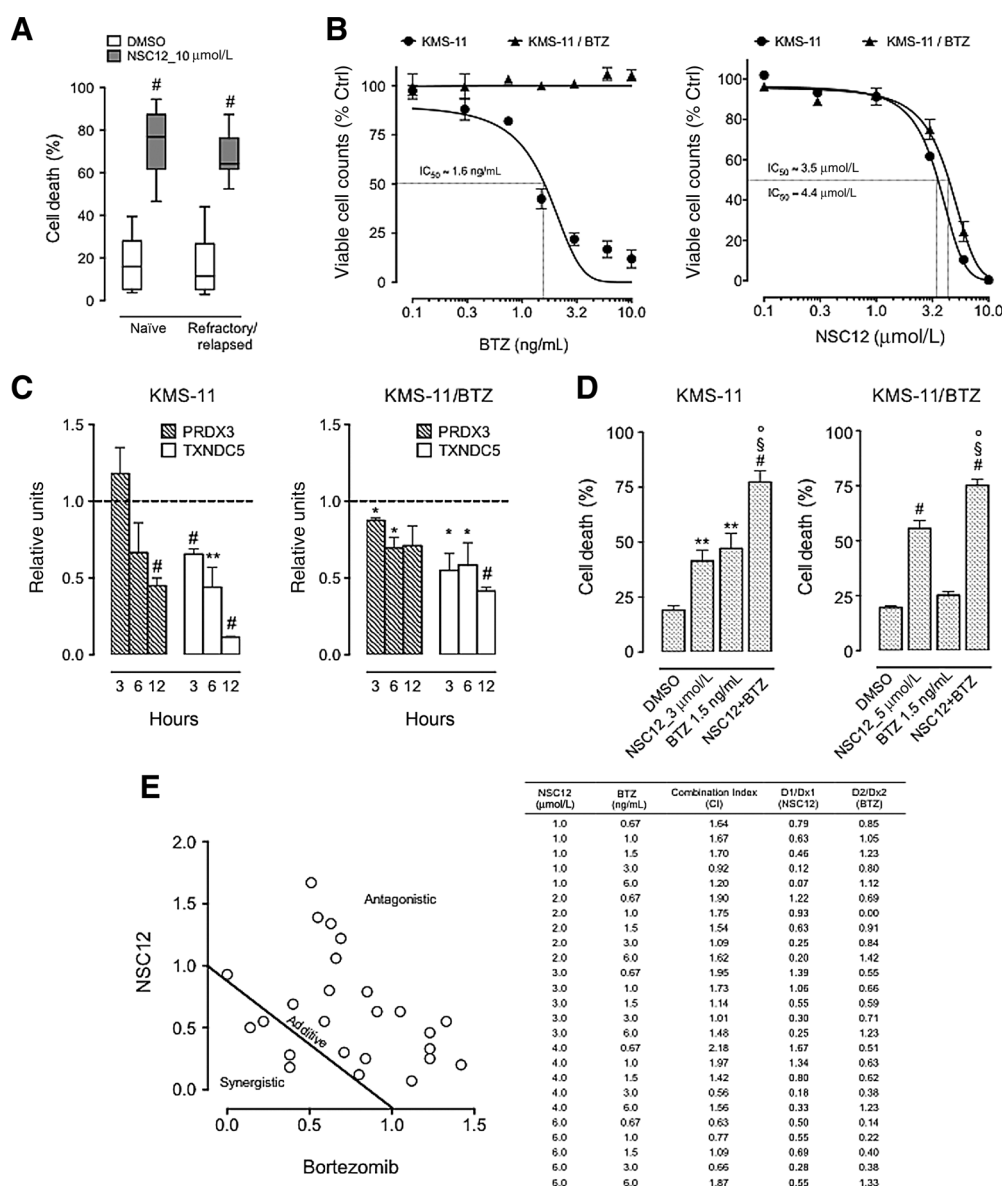 A
DMSO
NSC12_10 μmol/L
Cell death (%)
100
80
60
40
20
0
#
#
Naïve
Refractory/
relapsed
B
KMS-11
KMS-11 / BTZ
Viable cell counts (% Ctrl)
100
75
50
25
0
IC50 ≈ 1.6 ng/mL
0.1
0.3
1.0
3.2
10.0
BTZ (ng/mL)
KMS-11
KMS-11 / BTZ
Viable cell counts (% Ctrl)
100
80
60
40
20
0
IC50 ≈ 3.5 μmol/L
IC50 = 4.4 μmol/L
0.1
0.3
1.0
3.2
10.0
NSC12 (μmol/L)
C
KMS-11
PRDX3
TXNDC5
Relative units
1.5
1.0
0.5
0.0
#
#
**
#
3 6 12 3 6 12
Hours
KMS-11/BTZ
PRDX3
TXNDC5
Relative units
1.5
1.0
0.5
0.0
*
*
*
*
#
3 6 12 3 6 12
Hours
D
KMS-11
Cell death (%)
100
75
50
25
0
**
**
°
§
#
DMSO
NSC12_3 μmol/L
BTZ 1.5 ng/mL
NSC12+BTZ
KMS-11/BTZ
Cell death (%)
100
75
50
25
0
#
°
§
#
DMSO
NSC12_5 μmol/L
BTZ 1.5 ng/mL
NSC12+BTZ
E
NSC12
2.0
1.5
1.0
0.5
0.0
Antagonistic
Additive
Synergistic
0.0
0.5
1.0
1.5
Bortezomib
NSC12 BTZ Combination Index D1/Dx1 D2/Dx2
(μmol/L) (ng/mL) (CI) (NSC12) (BTZ)
1.0 0.67 1.64 0.79 0.85
1.0 1.0 1.67 0.63 1.05
1.0 1.5 1.70 0.46 1.23
1.0 3.0 0.92 0.12 0.80
1.0 6.0 1.20 0.07 1.12
2.0 0.67 1.90 1.22 0.69
2.0 1.0 1.75 0.93 0.00
2.0 1.5 1.54 0.63 0.91
2.0 3.0 1.09 0.25 0.84
2.0 6.0 1.62 0.20 1.42
3.0 0.67 1.95 1.39 0.55
3.0 1.0 1.73 1.06 0.66
3.0 1.5 1.14 0.55 0.59
3.0 3.0 1.01 0.30 0.71
3.0 6.0 1.48 0.25 1.23
4.0 0.67 2.18 1.67 0.51
4.0 1.0 1.97 1.34 0.63
4.0 1.5 1.42 0.80 0.62
4.0 3.0 0.56 0.18 0.38
4.0 6.0 1.56 0.33 1.23
6.0 0.67 0.63 0.50 0.14
6.0 1.0 0.77 0.55 0.22
6.0 1.5 1.09 0.69 0.40
6.0 3.0 0.66 0.28 0.38
6.0 6.0 1.87 0.55 1.33